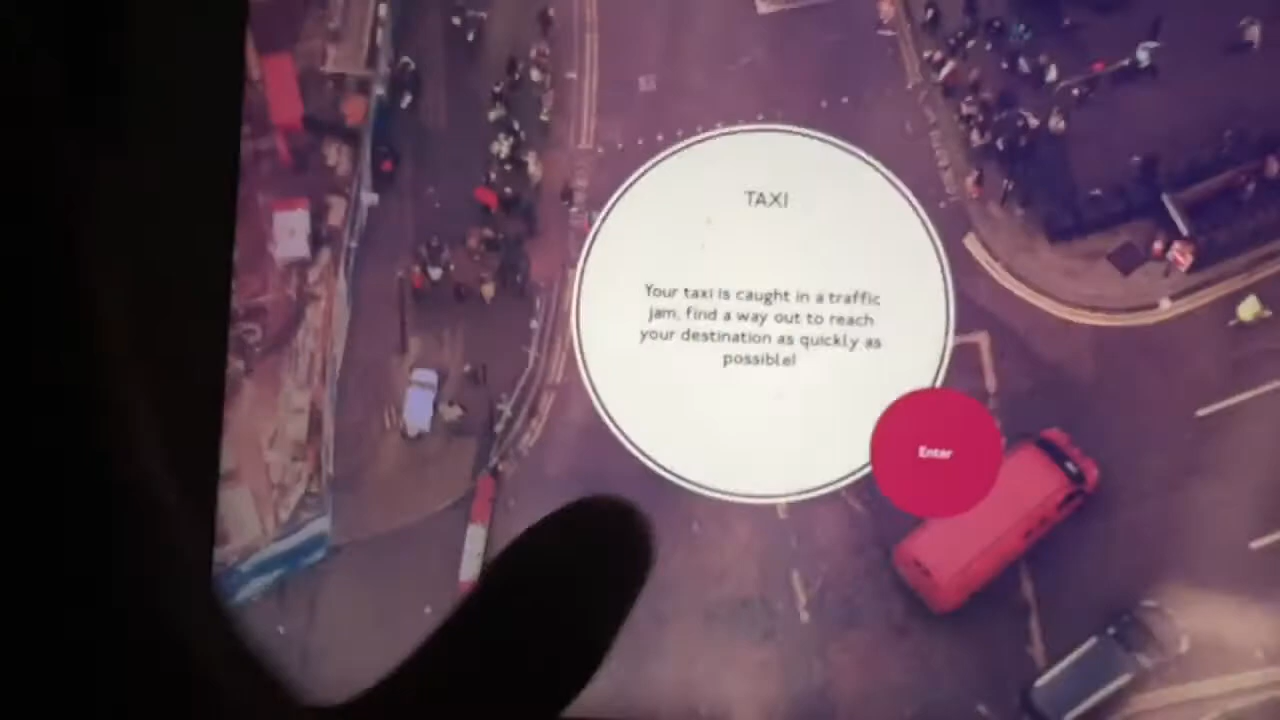 TAXI
Your taxi is caught in a traffic
jam, find a way out to reach
your destination as quickly as
possible!
Enter